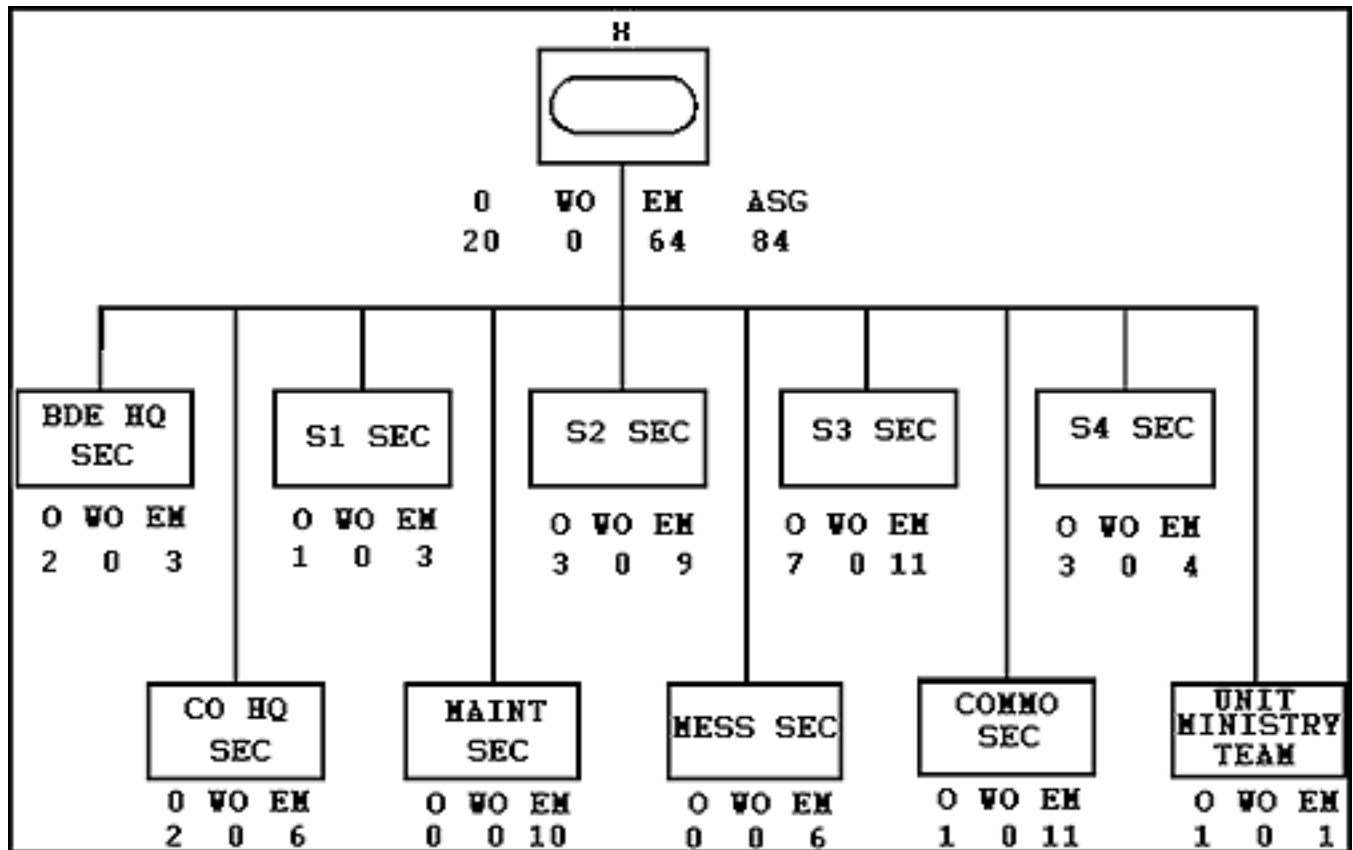 X
O WO EM ASG
20 0 64 84
BDE HQ
SEC
O WO EM
2 0 3
S1 SEC
O WO EM
1 0 3
S2 SEC
O WO EM
3 0 9
S3 SEC
O WO EM
7 0 11
S4 SEC
O WO EM
3 0 4
CO HQ
SEC
O WO EM
2 0 6
MAINT
SEC
O WO EM
0 0 10
MESS SEC
O WO EM
0 0 6
COMMO
SEC
O WO EM
1 0 11
UNIT
MINISTRY
TEAM
O WO EM
1 0 1